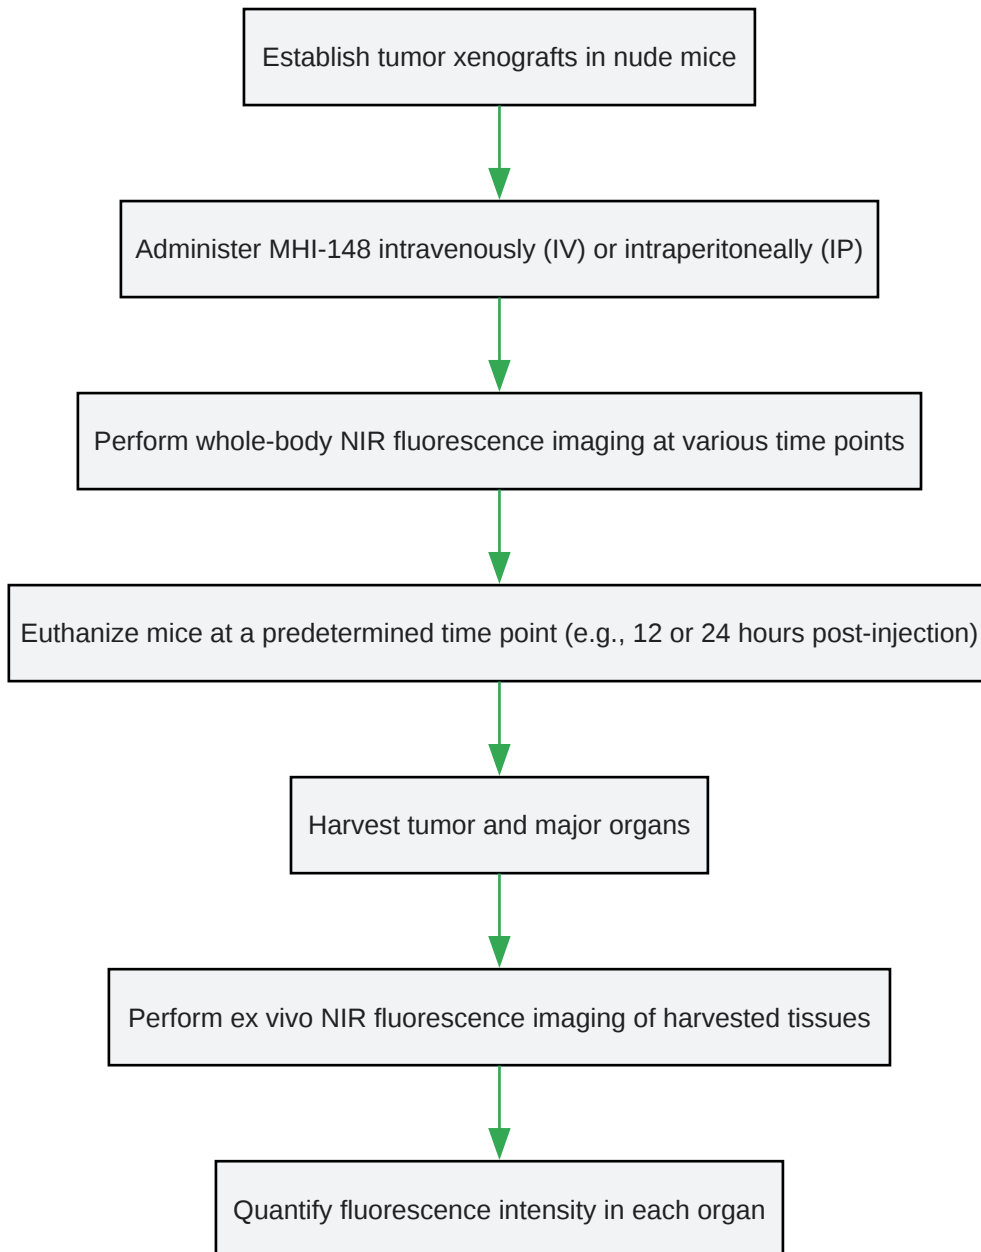 Establish tumor xenografts in nude mice
Administer MHI-148 intravenously (IV) or intraperitoneally (IP)
Perform whole-body NIR fluorescence imaging at various time points
Euthanize mice at a predetermined time point (e.g., 12 or 24 hours post-injection)
Harvest tumor and major organs
Perform ex vivo NIR fluorescence imaging of harvested tissues
Quantify fluorescence intensity in each organ